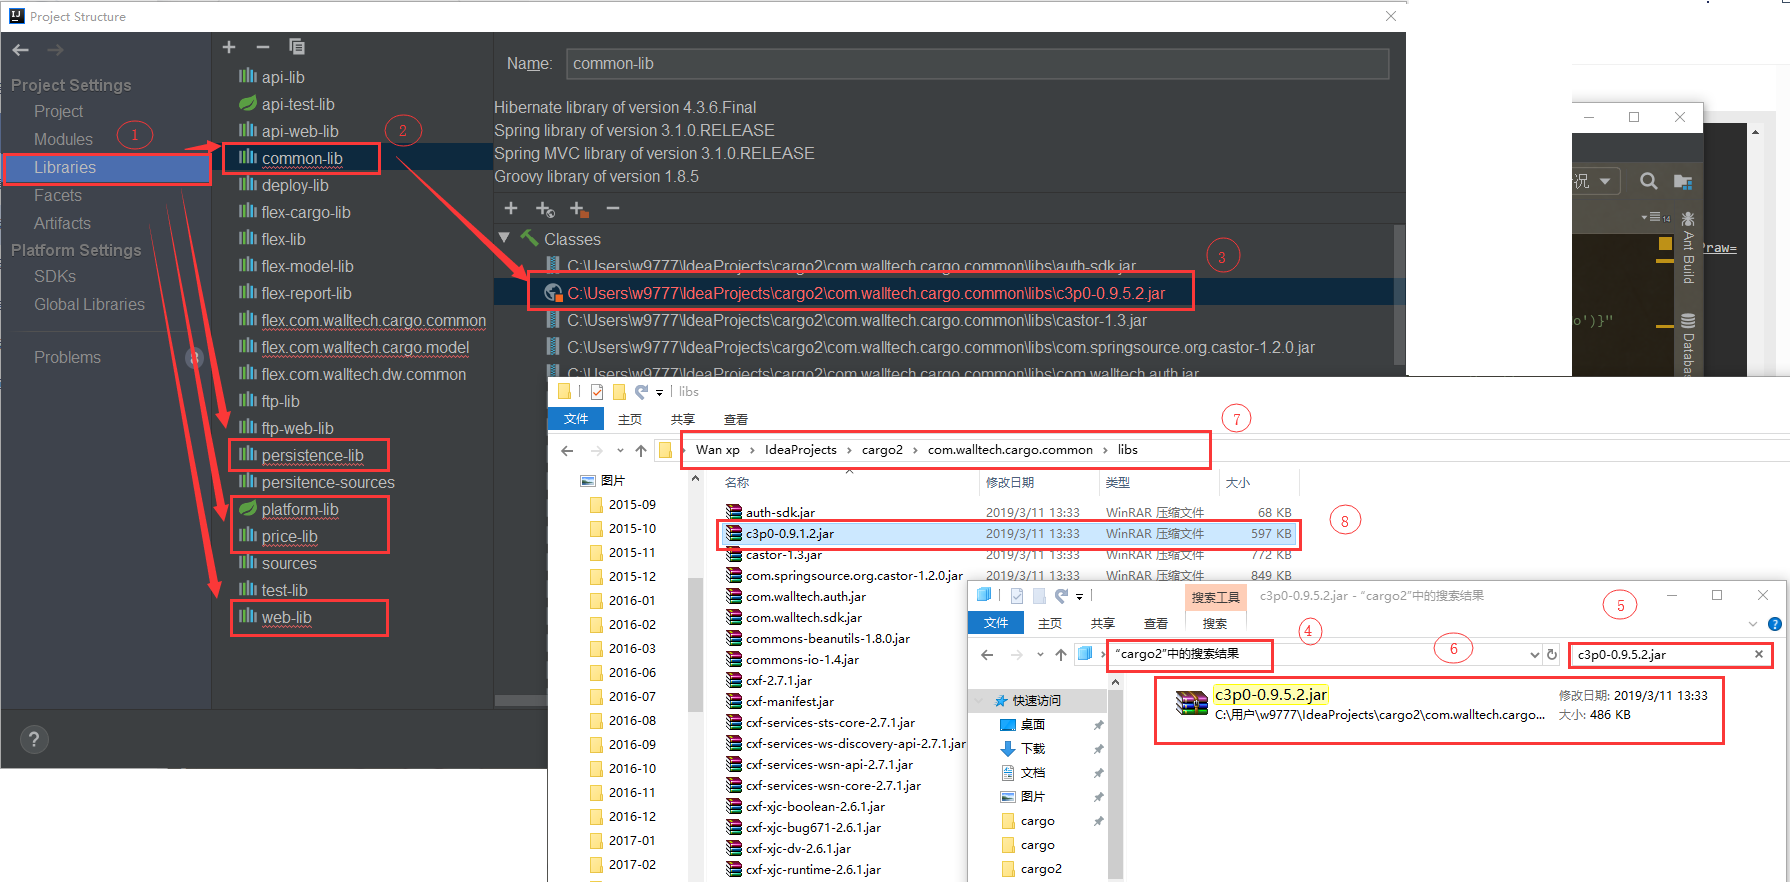 Project Structure
Project Settings
Project
Modules
Libraries
Facets
Artifacts
Platform Settings
SDKs
Global Libraries
Problems
1
api-lib
api-test-lib
api-web-lib
common-lib
deploy-lib
flex-cargo-lib
flex-lib
flex-model-lib
flex-report-lib
flex.com.walltech.cargo.common
flex.com.walltech.cargo.model
flex.com.walltech.dw.common
ftp-lib
ftp-web-lib
persistence-lib
persitence-sources
platform-lib
price-lib
sources
test-lib
web-lib
2
Name: common-lib
Hibernate library of version 4.3.6.Final
Spring library of version 3.1.0.RELEASE
Spring MVC library of version 3.1.0.RELEASE
Groovy library of version 1.8.5
Classes
3
C:\Users\w9777\IdeaProjects\cargo2\com.walltech.cargo.common\libs\auth-sdk.jar
C:\Users\w9777\IdeaProjects\cargo2\com.walltech.cargo.common\libs\c3p0-0.9.5.2.jar
C:\Users\w9777\IdeaProjects\cargo2\com.walltech.cargo.common\libs\castor-1.3.jar
C:\Users\w9777\IdeaProjects\cargo2\com.walltech.cargo.common\libs\com.springsource.org.castor-1.2.0.jar
C:\Users\w9777\IdeaProjects\cargo2\com.walltech.cargo.common\libs\com.walltech.auth.jar
?
况
14
Ant Build
Praw=
o')}"
Databas
libs
文件 主页 共享 查看
7
Wan xp > IdeaProjects > cargo2 > com.walltech.cargo.common > libs
图片
2015-09
2015-10
2015-11
2015-12
2016-01
2016-02
2016-03
2016-06
2016-07
2016-08
2016-09
2016-10
2016-11
2016-12
2017-01
2017-02
名称 修改日期 类型 大小
auth-sdk.jar 2019/3/11 13:33 WinRAR 压缩文件 68 KB
8
c3p0-0.9.1.2.jar 2019/3/11 13:33 WinRAR 压缩文件 597 KB
castor-1.3.jar 2019/3/11 13:33 WinRAR 压缩文件 772 KB
com.springsource.org.castor-1.2.0.jar 2019/3/11 13:33 WinRAR 压缩文件 849 KB
com.walltech.auth.jar
com.walltech.sdk.jar
commons-beanutils-1.8.0.jar
commons-io-1.4.jar
cxf-2.7.1.jar
cxf-manifest.jar
cxf-services-sts-core-2.7.1.jar
cxf-services-ws-discovery-api-2.7.1.jar
cxf-services-wsn-api-2.7.1.jar
cxf-services-wsn-core-2.7.1.jar
cxf-xjc-boolean-2.6.1.jar
cxf-xjc-bug671-2.6.1.jar
cxf-xjc-dv-2.6.1.jar
cxf-xjc-runtime-2.6.1.jar
搜索工具 c3p0-0.9.5.2.jar - "cargo2"中的搜索结果
5
文件 主页 共享 查看 搜索
4
6
"cargo2"中的搜索结果
c3p0-0.9.5.2.jar
快速访问
桌面
下载
文档
图片
cargo
cargo
cargo2
c3p0-0.9.5.2.jar 修改日期: 2019/3/11 13:33
C:\用户\w9777\IdeaProjects\cargo2\com.walltech.cargo... 大小: 486 KB